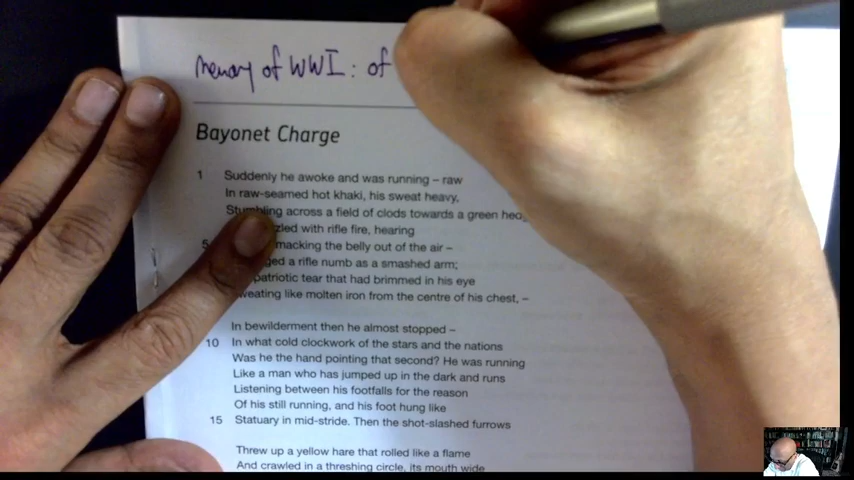 Memory of WWI: of
Bayonet Charge
1 Suddenly he awoke and was running – raw
In raw-seamed hot khaki, his sweat heavy,
Stumbling across a field of clods towards a green hed
zled with rifle fire, hearing
5 macking the belly out of the air –
ged a rifle numb as a smashed arm;
patriotic tear that had brimmed in his eye
weating like molten iron from the centre of his chest, –
In bewilderment then he almost stopped –
10 In what cold clockwork of the stars and the nations
Was he the hand pointing that second? He was running
Like a man who has jumped up in the dark and runs
Listening between his footfalls for the reason
Of his still running, and his foot hung like
15 Statuary in mid-stride. Then the shot-slashed furrows
Threw up a yellow hare that rolled like a flame
And crawled in a threshing circle, its mouth wide